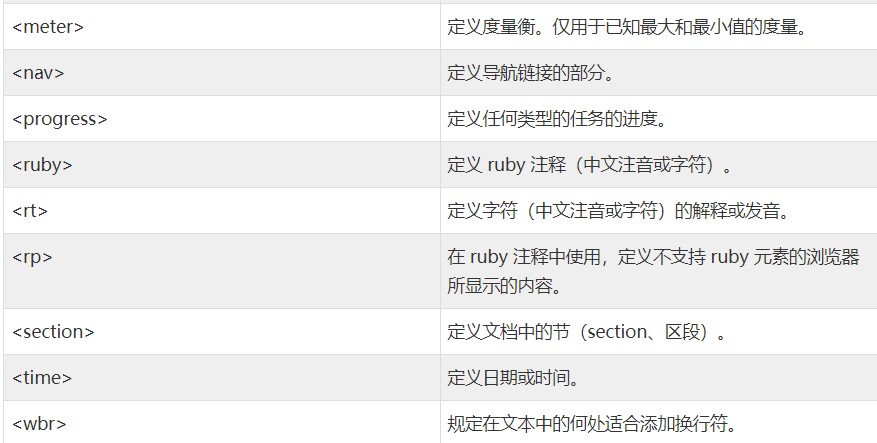 <meter> 定义度量衡。仅用于已知最大和最小值的度量。
<nav> 定义导航链接的部分。
<progress> 定义任何类型的任务的进度。
<ruby> 定义 ruby 注释（中文注音或字符）。
<rt> 定义字符（中文注音或字符）的解释或发音。
<rp> 在 ruby 注释中使用，定义不支持 ruby 元素的浏览器
所显示的内容。
<section> 定义文档中的节（section、区段）。
<time> 定义日期或时间。
<wbr> 规定在文本中的何处适合添加换行符。